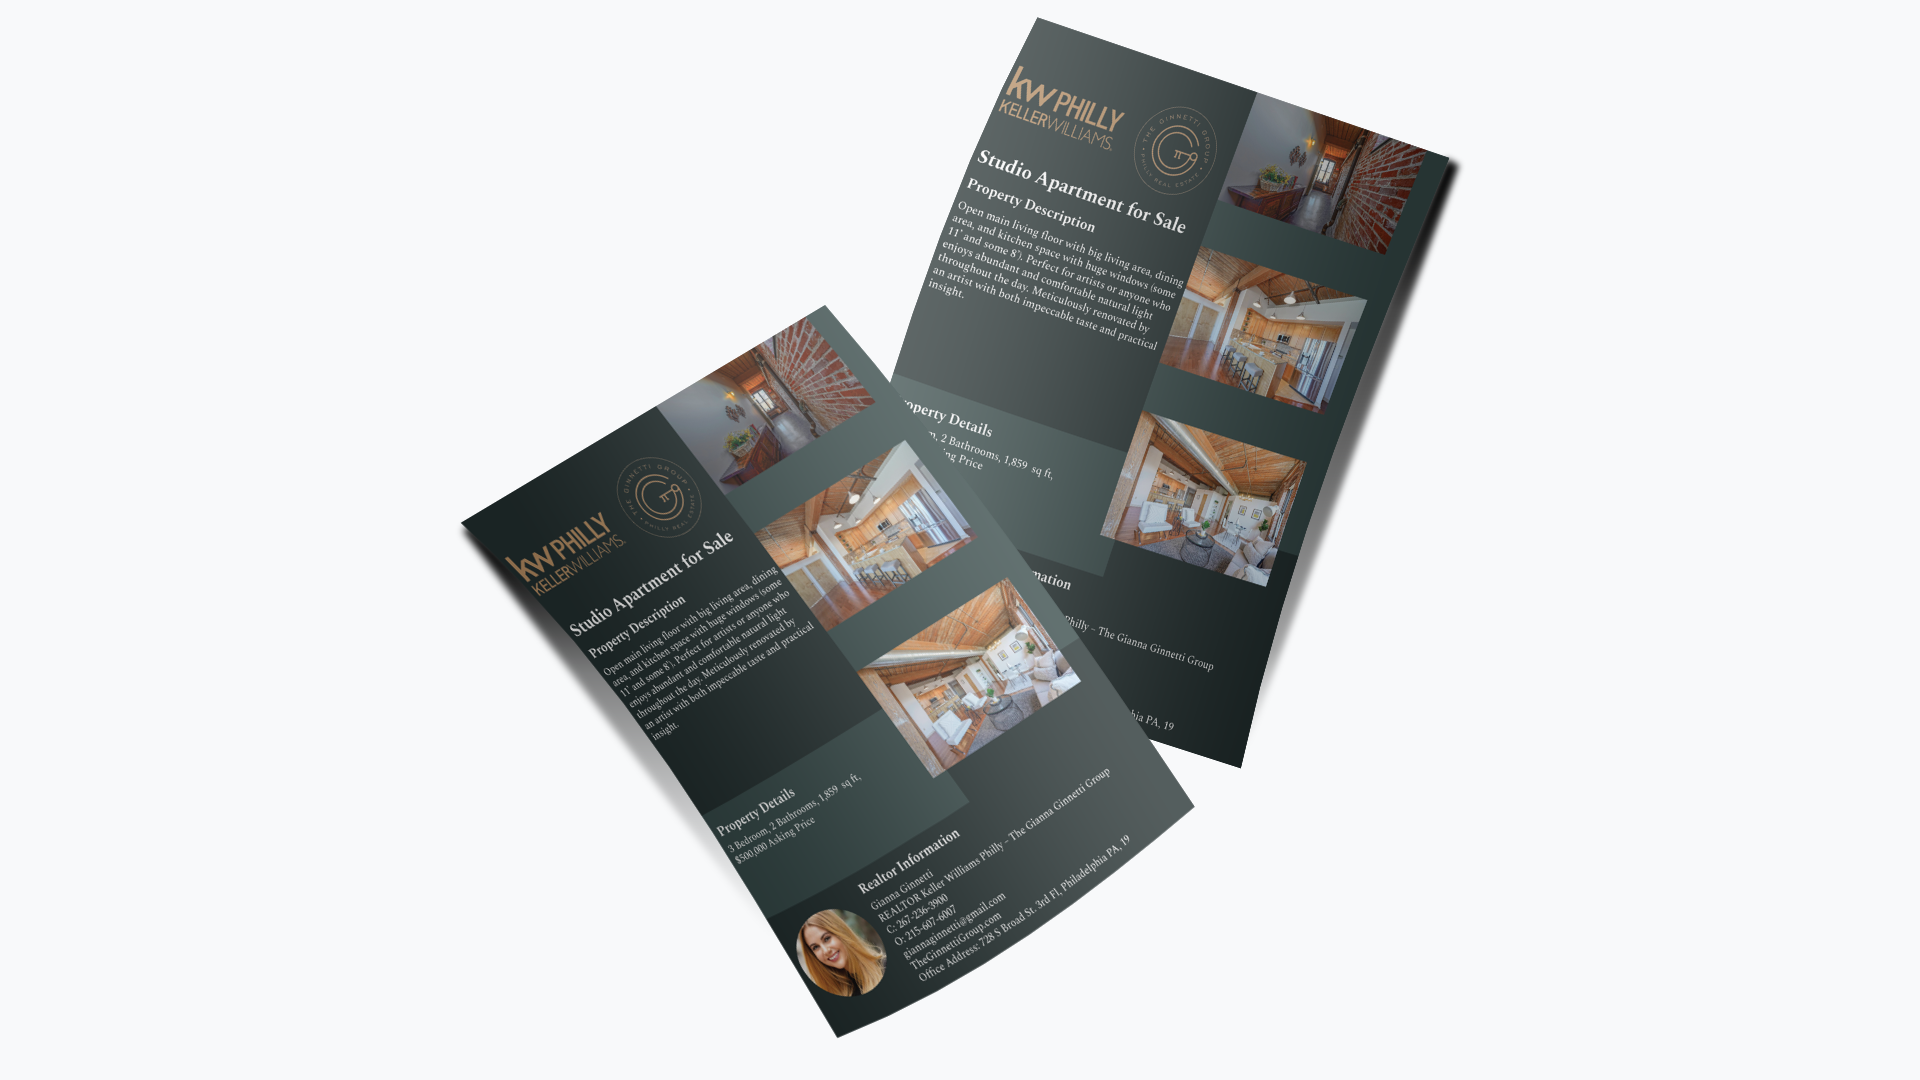 kw PHILLY
KELLERWILLIAMS.
THE GINNETTI GROUP
PHILLY REAL ESTATE
Studio Apartment for Sale
Property Description
Open main living floor with big living area, dining
area, and kitchen space with huge windows (some
11' and some 8'). Perfect for artists or anyone who
enjoys abundant and comfortable natural light
throughout the day. Meticulously renovated by
an artist with both impeccable taste and practical
insight.
Property Details
3 Bedroom, 2 Bathrooms, 1,859 sq ft,
$500,000 Asking Price
Realtor Information
Gianna Ginnetti
REALTOR Keller Williams Philly – The Gianna Ginnetti Group
C: 267-236-3900
O: 215-607-6007
giannaginnetti@gmail.com
TheGinnettiGroup.com
Office Address: 728 S Broad St. 3rd Fl, Philadelphia PA, 19
kw PHILLY
KELLERWILLIAMS.
THE GINNETTI GROUP
PHILLY REAL ESTATE
Studio Apartment for Sale
Property Description
Open main living floor with big living area, dining
area, and kitchen space with huge windows (some
11' and some 8'). Perfect for artists or anyone who
enjoys abundant and comfortable natural light
throughout the day. Meticulously renovated by
an artist with both impeccable taste and practical
insight.
operty Details
m, 2 Bathrooms, 1,859 sq ft,
ing Price
mation
Philly – The Gianna Ginnetti Group
hia PA, 19